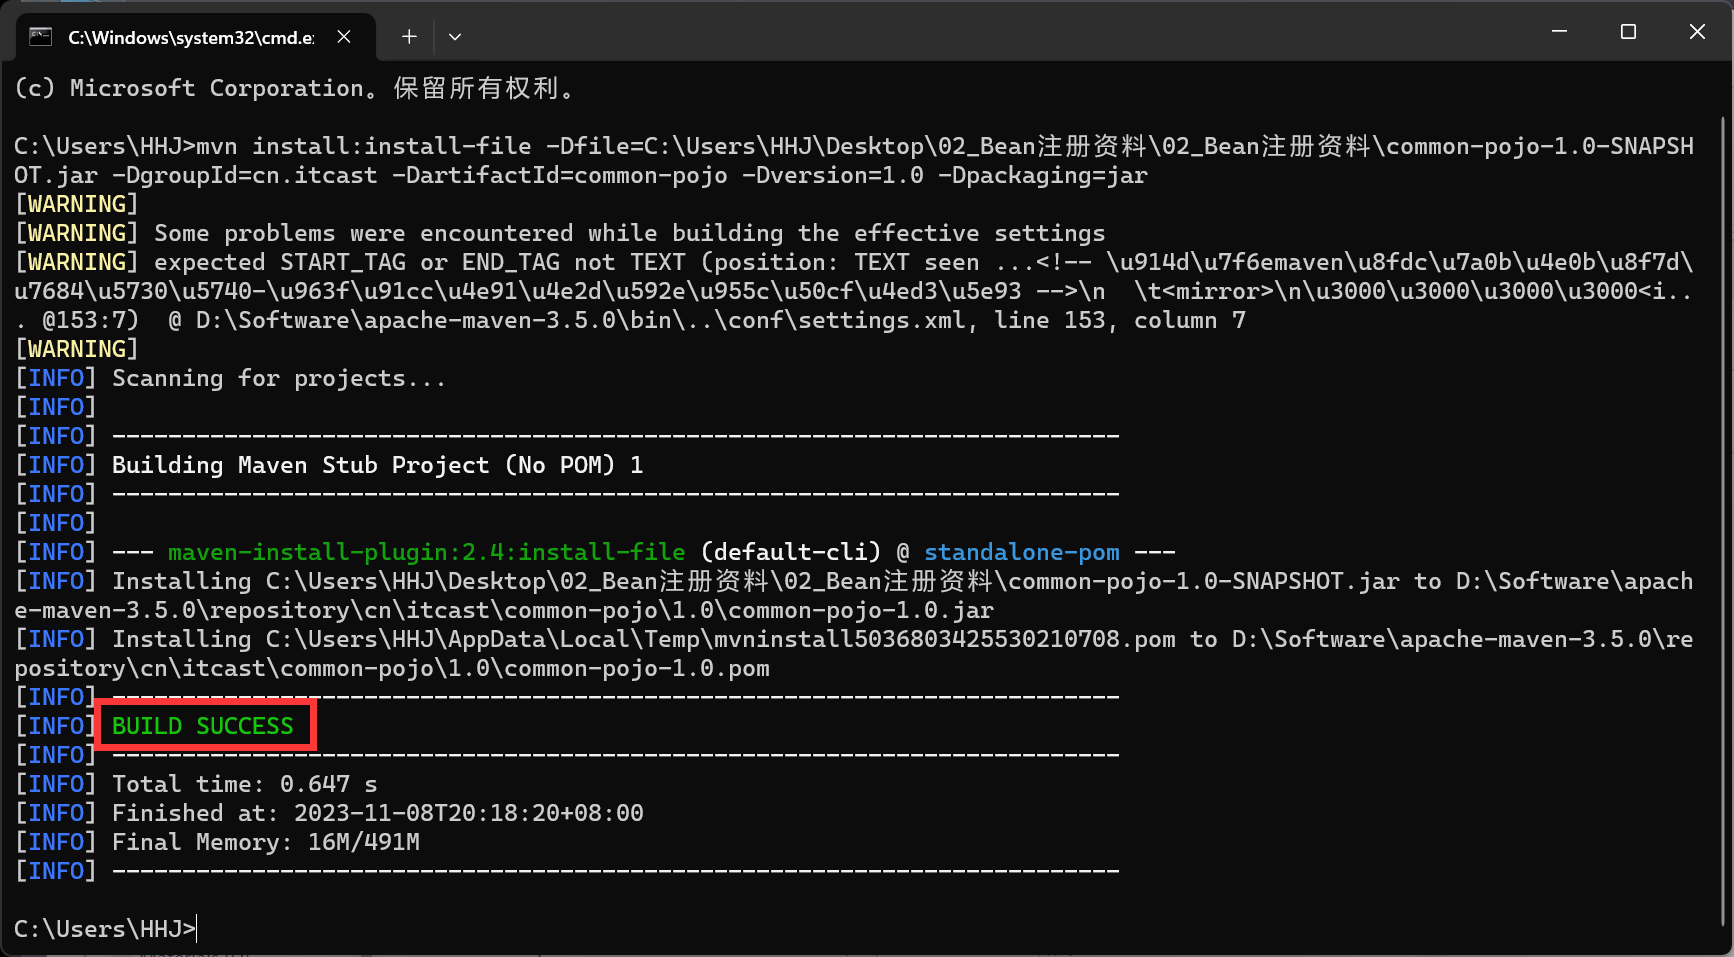 C:\Windows\system32\cmd.e
(c) Microsoft Corporation。保留所有权利。
C:\Users\HHJ>mvn install:install-file -Dfile=C:\Users\HHJ\Desktop\02_Bean注册资料\02_Bean注册资料\common-pojo-1.0-SNAPSH
OT.jar -DgroupId=cn.itcast -DartifactId=common-pojo -Dversion=1.0 -Dpackaging=jar
[WARNING]
[WARNING] Some problems were encountered while building the effective settings
[WARNING] expected START_TAG or END_TAG not TEXT (position: TEXT seen ...<!-- \u914d\u7f6emaven\u8fdc\u7a0b\u4e0b\u8f7d\
u7684\u5730\u5740-\u963f\u91cc\u4e91\u4e2d\u592e\u955c\u50cf\u4ed3\u5e93 -->\n  \t<mirror>\n\u3000\u3000\u3000\u3000<i..
. @153:7)  @ D:\Software\apache-maven-3.5.0\bin\..\conf\settings.xml, line 153, column 7
[WARNING]
[INFO] Scanning for projects...
[INFO]
[INFO] ------------------------------------------------------------------------
[INFO] Building Maven Stub Project (No POM) 1
[INFO] ------------------------------------------------------------------------
[INFO]
[INFO] --- maven-install-plugin:2.4:install-file (default-cli) @ standalone-pom ---
[INFO] Installing C:\Users\HHJ\Desktop\02_Bean注册资料\02_Bean注册资料\common-pojo-1.0-SNAPSHOT.jar to D:\Software\apach
e-maven-3.5.0\repository\cn\itcast\common-pojo\1.0\common-pojo-1.0.jar
[INFO] Installing C:\Users\HHJ\AppData\Local\Temp\mvninstall5036803425530210708.pom to D:\Software\apache-maven-3.5.0\re
pository\cn\itcast\common-pojo\1.0\common-pojo-1.0.pom
[INFO] ------------------------------------------------------------------------
[INFO] BUILD SUCCESS
[INFO] ------------------------------------------------------------------------
[INFO] Total time: 0.647 s
[INFO] Finished at: 2023-11-08T20:18:20+08:00
[INFO] Final Memory: 16M/491M
[INFO] ------------------------------------------------------------------------
C:\Users\HHJ>